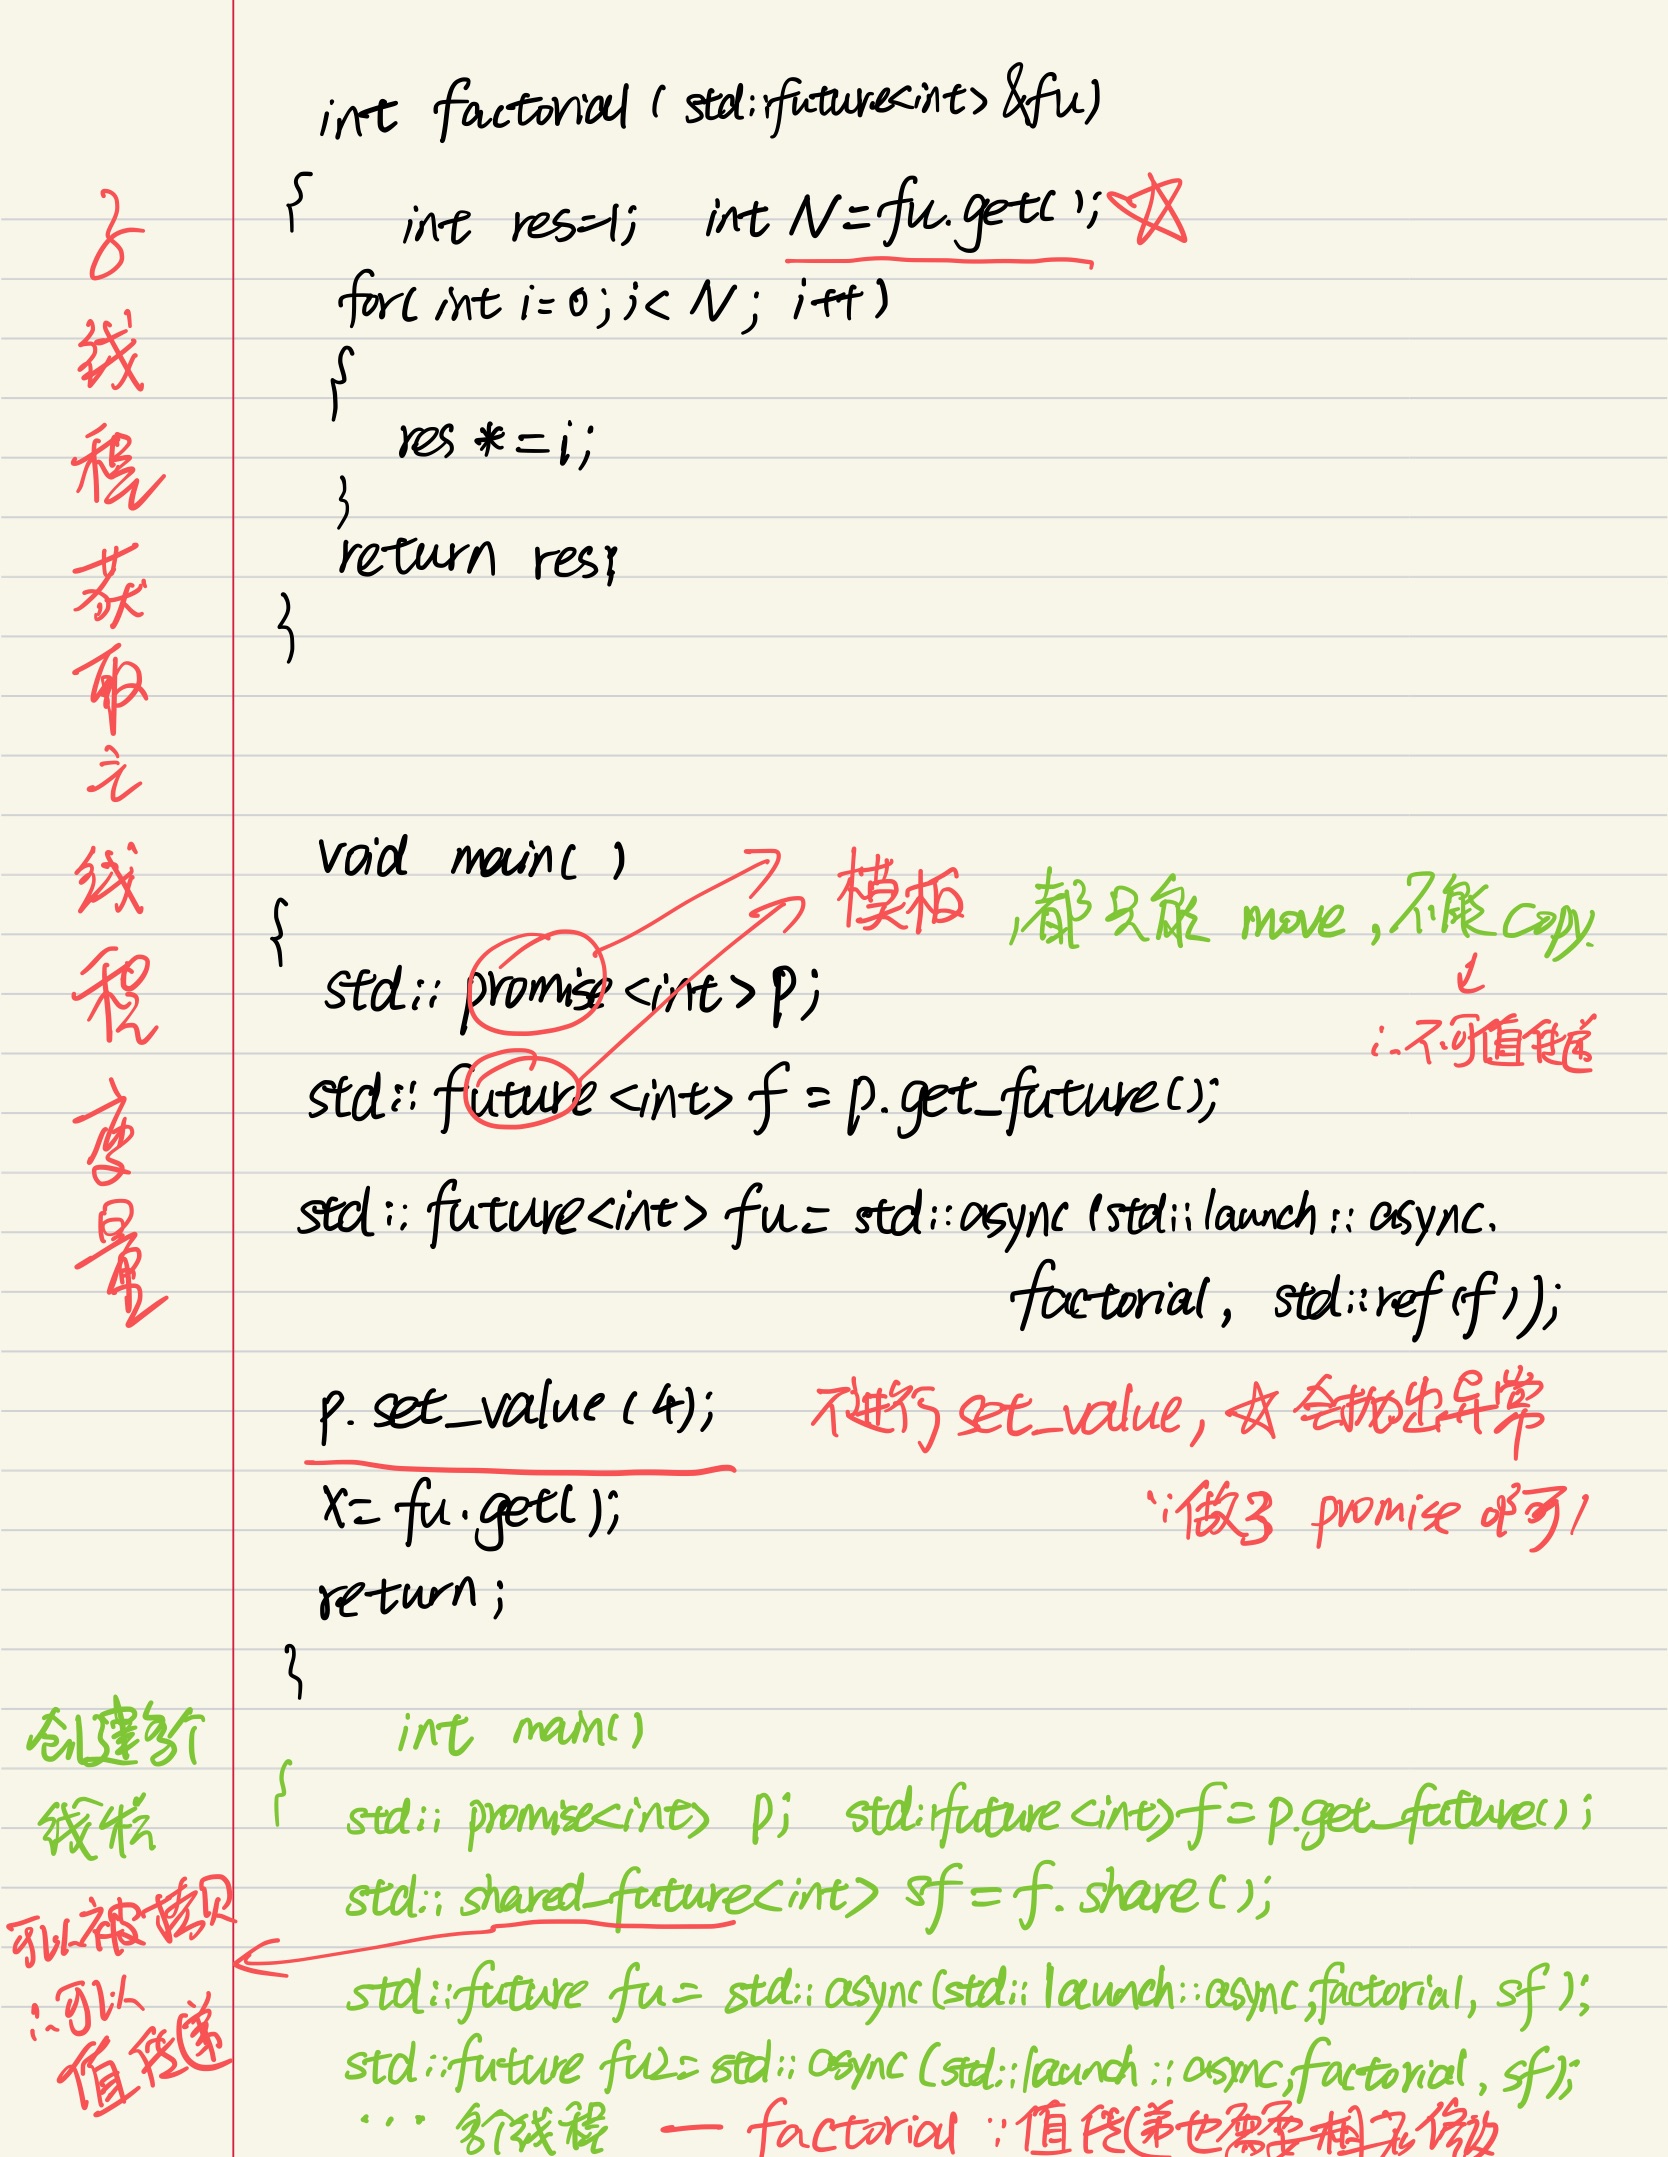 子线程获取主线程变量
int factorial ( std::future<int> &fu)
{ int res=1; int N=fu.get();
for( int i=0; i< N; i++)
{
res *=i;
}
return res;
}
void main( )
{
模板,都只能 move,不能 copy.
std:: promise <int> p;
∴不可值传递
std:: future <int> f = p.get_future();
std:: future<int> fu= std::async (std::launch:: async.
factorial, std::ref(f));
p. set_value (4); 不进行 set_value, ☆ 会抛出异常
X= fu.get(); ∵做了 promise
return;
}
创建多个
线程
可以被拷贝
∴可以
值传递
int main()
{
std:: promise<int> p; std::future <int> f = p.get_future();
std:: shared_future<int> sf = f. share();
std::future fu= std:: async (std:: launch::async,factorial, sf );
std::future fu2= std:: async (std::launch::async,factorial, sf);
... 多个线程 — factorial ∵值传递也需要相应修改